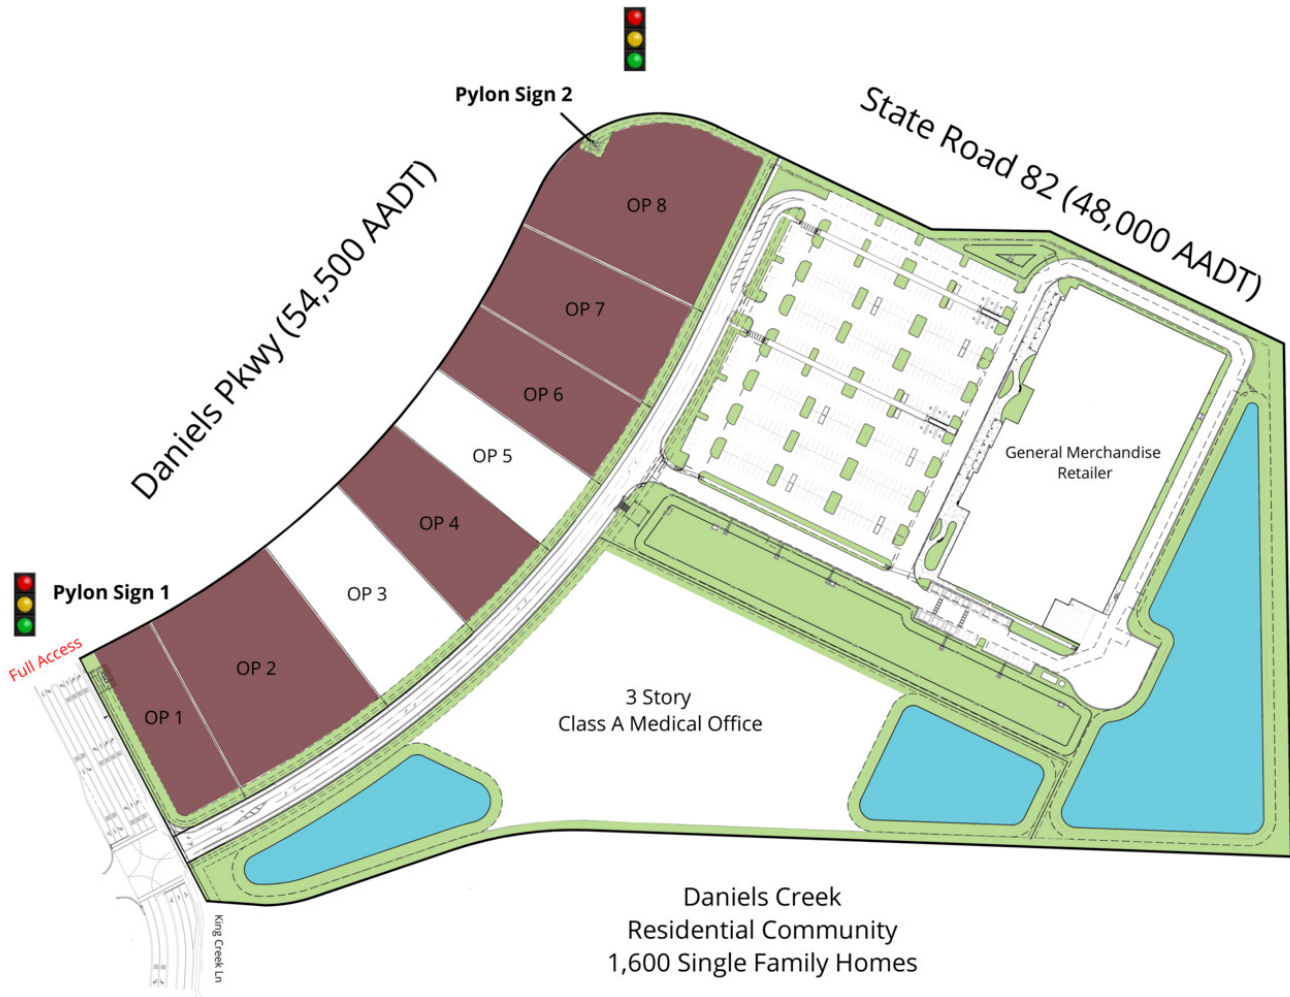 Pylon Sign 2
State Road 82 (48,000 AADT)
Daniels Pkwy (54,500 AADT)
OP 8
OP 7
OP 6
OP 5
OP 4
OP 3
OP 2
OP 1
General Merchandise
Retailer
Pylon Sign 1
Full Access
3 Story
Class A Medical Office
King Creek Ln
Daniels Creek
Residential Community
1,600 Single Family Homes